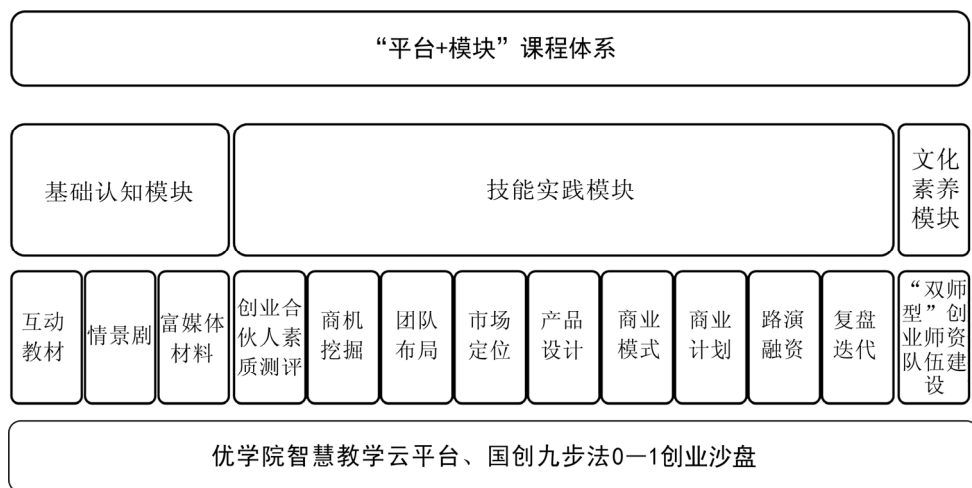 “平台+模块”课程体系
基础认知模块
技能实践模块
文化
素养
模块
互动
教材
情景剧
富媒体
材料
创业合
伙人素
质测评
商机
挖掘
团队
布局
市场
定位
产品
设计
商业
模式
商业
计划
路演
融资
复盘
迭代
“双师
型”创
业师资
队伍建
设
优学院智慧教学云平台、国创九步法0—1创业沙盘